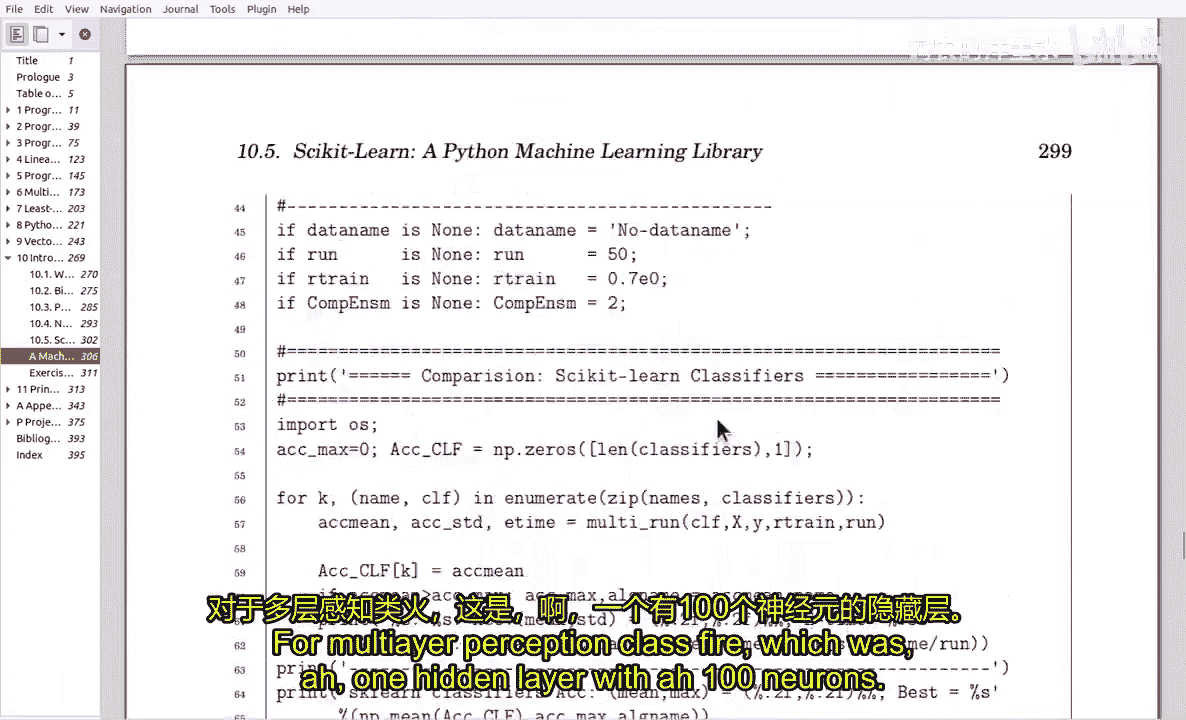 File Edit View Navigation Journal Tools Plugin Help
Title 1
Prologue 3
Table o... 5
1 Progr... 11
2 Progr... 39
3 Progr... 75
4 Linea... 123
5 Progr... 145
6 Multi... 173
7 Least-... 203
8 Pytho... 221
9 Vecto... 243
10 Intro... 269
10.1. W... 270
10.2. Bi... 275
10.3. P... 285
10.4. N... 293
10.5. Sc... 302
A Mach... 306
Exercis... 311
11 Prin... 313
A Appe... 343
P Proje... 375
Bibliog... 393
Index 395
10.5. Scikit-Learn: A Python Machine Learning Library 299
44 #-----------------------------------------------
45 if dataname is None: dataname = 'No-dataname';
46 if run is None: run = 50;
47 if rtrain is None: rtrain = 0.7e0;
48 if CompEnsm is None: CompEnsm = 2;
49
50 #=====================================================================
51 print('====== Comparision: Scikit-learn Classifiers =================')
52 #=====================================================================
53 import os;
54 acc_max=0; Acc_CLF = np.zeros([len(classifiers),1]);
55
56 for k, (name, clf) in enumerate(zip(names, classifiers)):
57 accmean, acc_std, etime = multi_run(clf,X,y,rtrain,run)
58
59 Acc_CLF[k] = accmean
对于多层感知类火，这是，啊，一个有100个神经元的隐藏层。
For multiayer perception class fire, which was,
ah, one hidden layer with ah 100 neurons.
62 me/run))
63 print('
64 Best = %s'
65 %(np.mean(Acc_CLF),acc_max,algname))